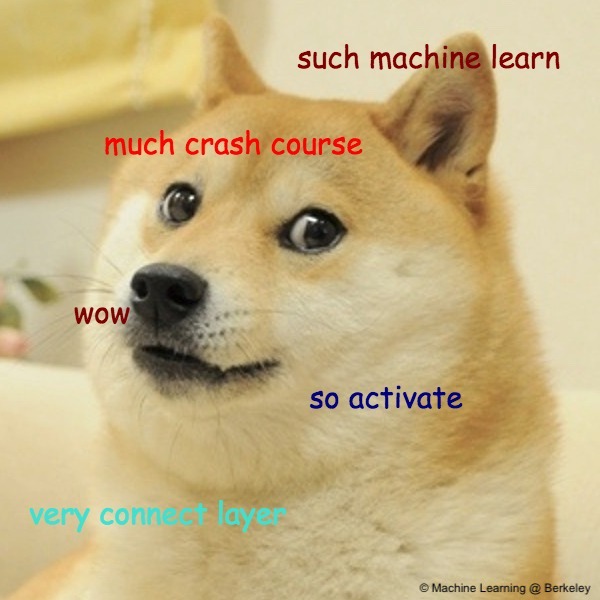 such machine learn
much crash course
wow
so activate
very connect layer
© Machine Learning @ Berkeley